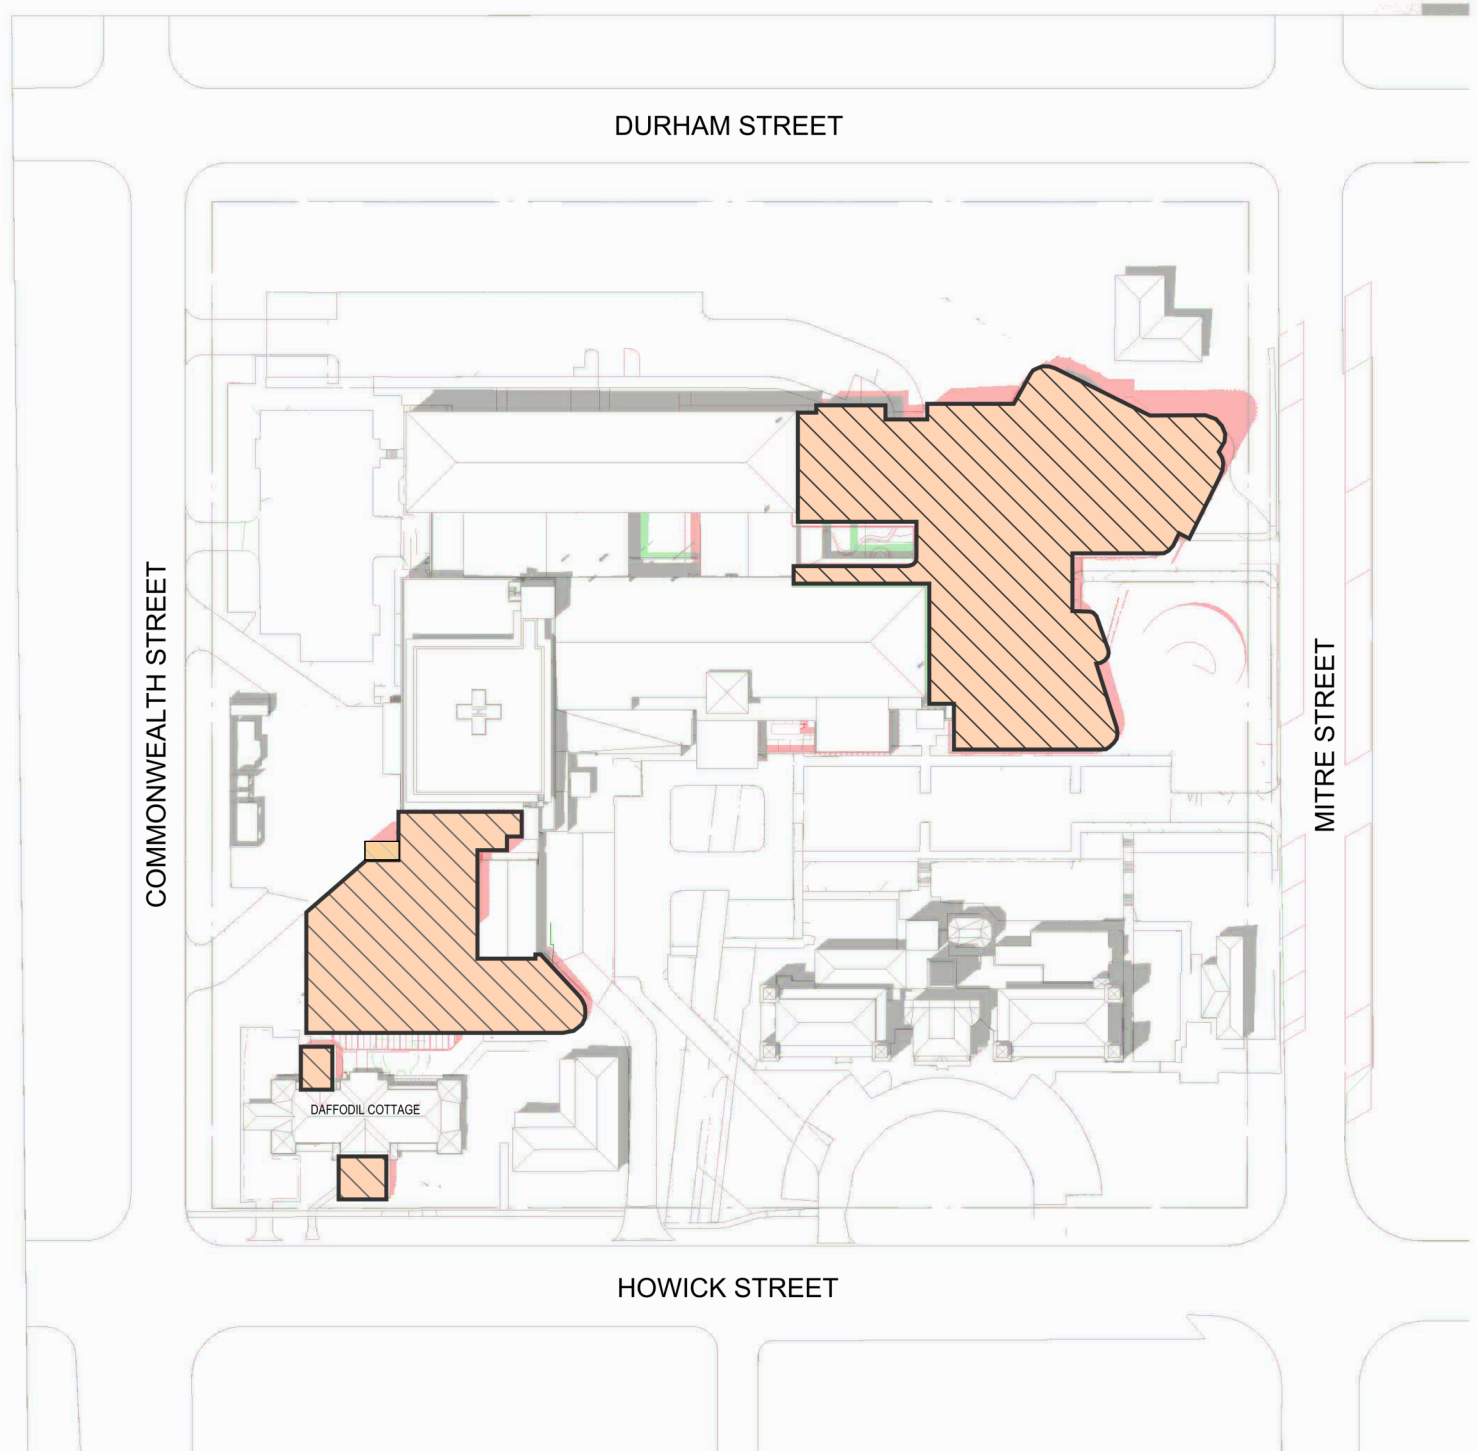 DURHAM STREET
COMMONWEALTH STREET
MITRE STREET
H
DAFFODIL COTTAGE
HOWICK STREET